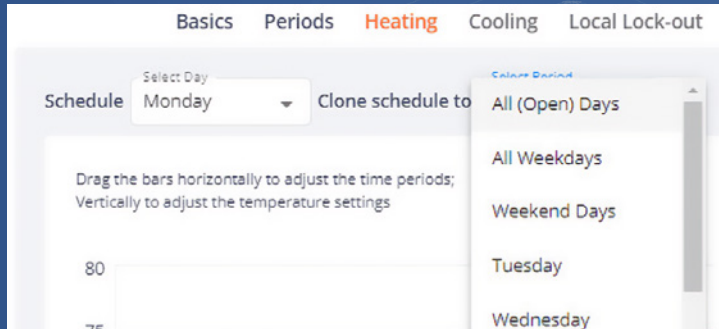 Basics Periods Heating Cooling Local Lock-out
Select Day
Select Period
Schedule Monday Clone schedule to
All (Open) Days
All Weekdays
Drag the bars horizontally to adjust the time periods;
Vertically to adjust the temperature settings
Weekend Days
80
Tuesday
Wednesday
75